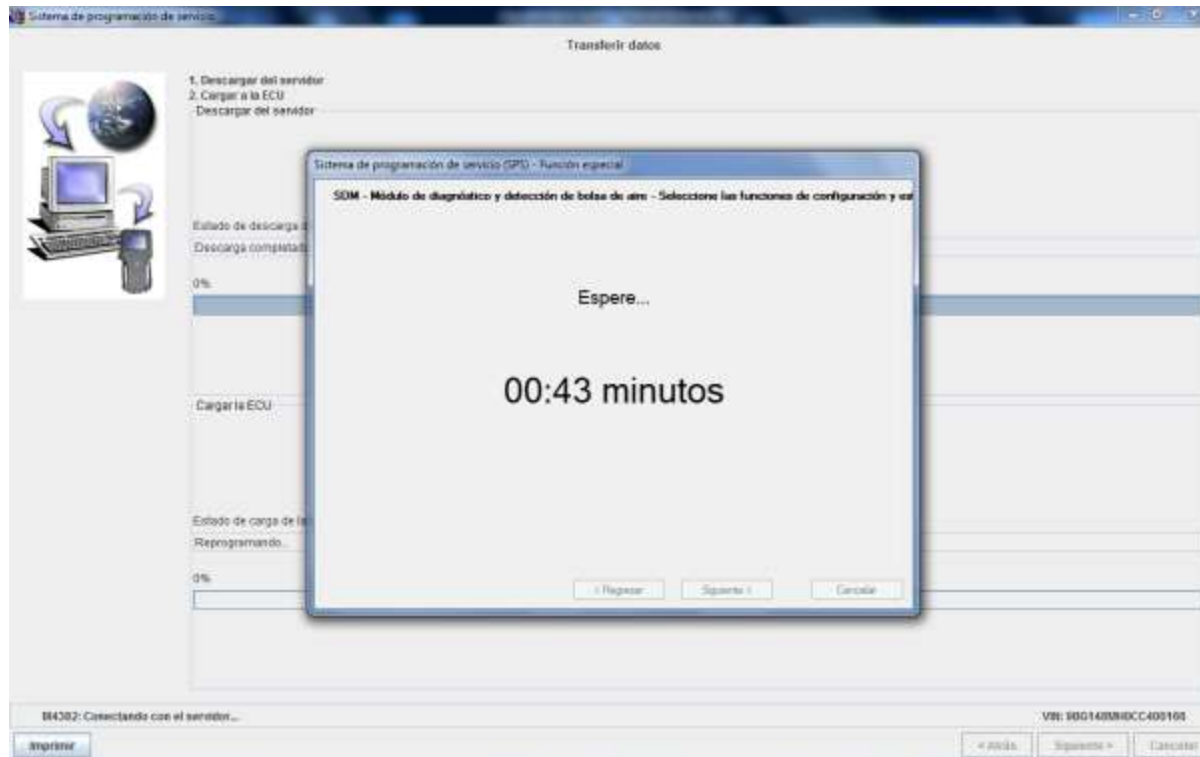 Sistema de programación de servicio
Transferir datos
1. Descargar del servidor
2. Cargar a la ECU
Descargar del servidor
Sistema de programación de servicio (SPS) - Función especial
SDM - Módulo de diagnóstico y detección de bolsa de aire - Seleccione las funciones de configuración y
Estado de descarga
Descarga completada
0%
Espere...
00:43 minutos
Cargar la ECU
Estado de carga de la
Reprogramando...
0%
< Regresar
Siguiente >
Cancelar
Conectando con el servidor...
VIN:
Imprimir
< Atrás
Siguiente >
Cancelar